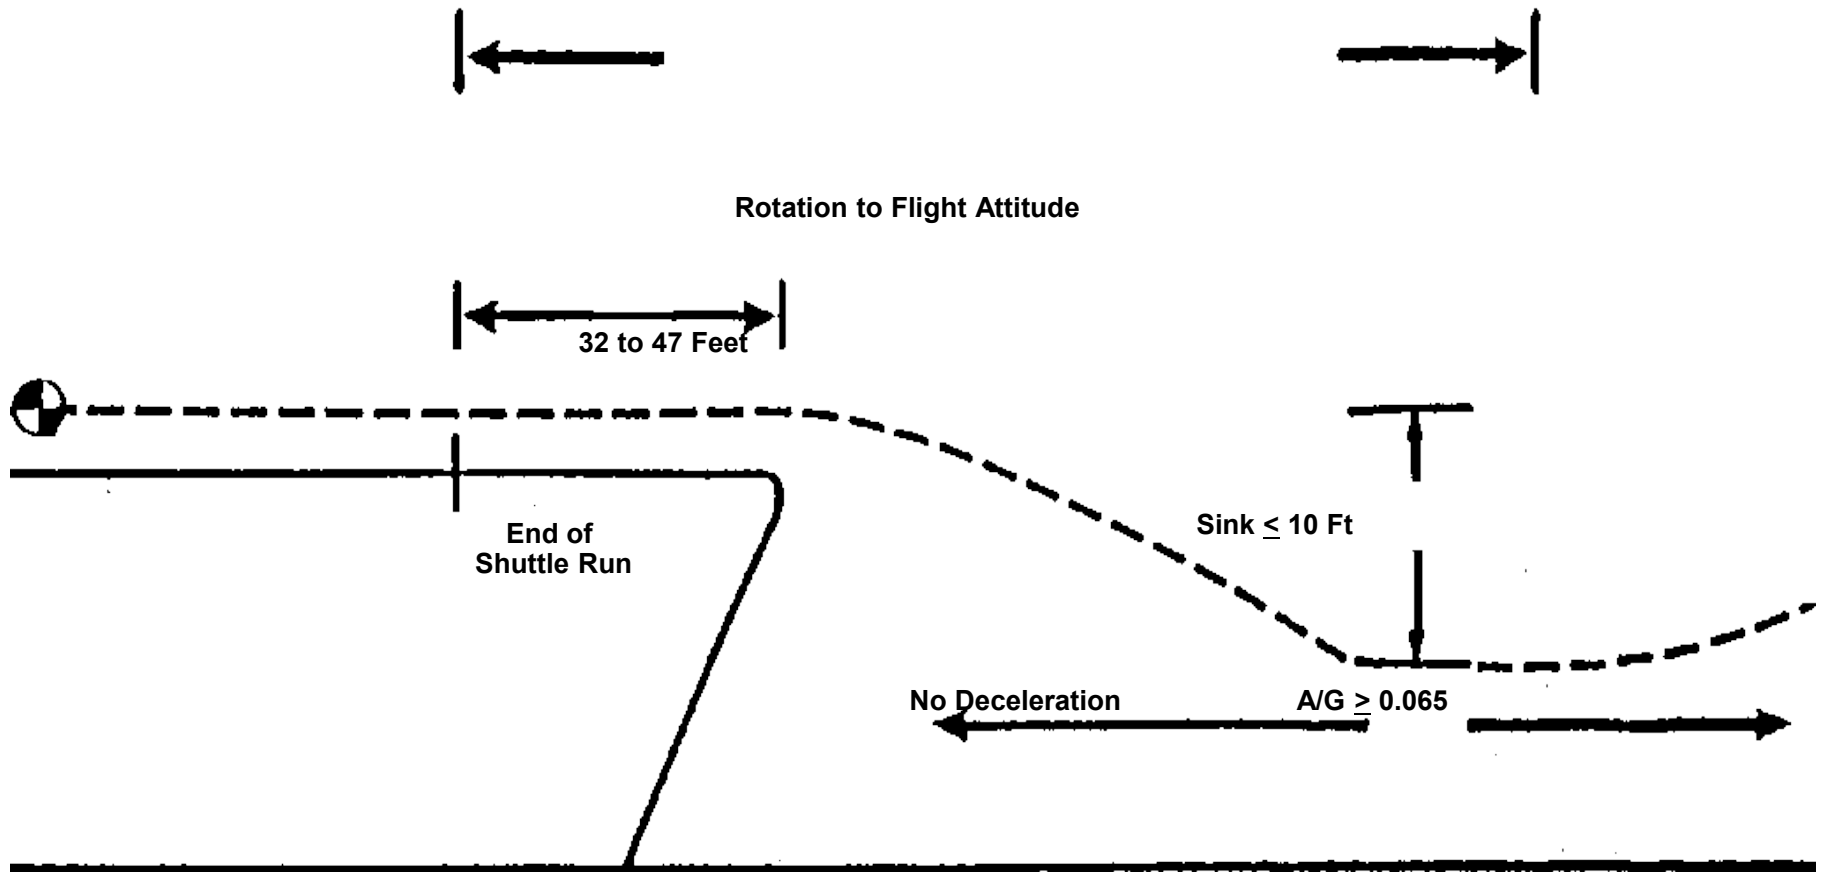 Rotation to Flight Attitude
32 to 47 Feet
End of
Shuttle Run
Sink ≤ 10 Ft
No Deceleration
A/G ≥ 0.065